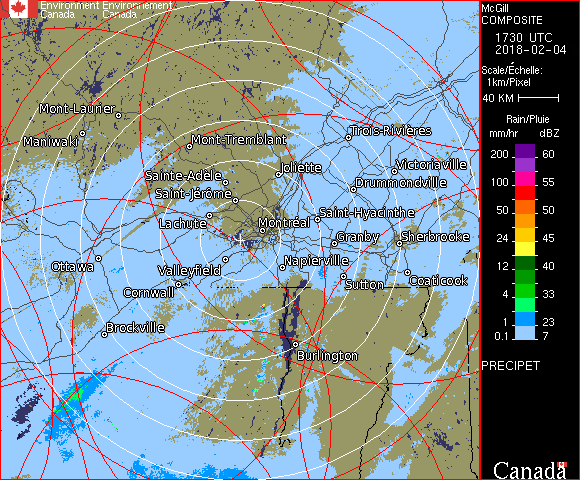 Environment Environnement
Canada Canada
McGill
COMPOSITE
1730 UTC
2018-02-04
Scale/Échelle:
1km/Pixel
40 KM
Rain/Pluie
mm/hr dBZ
200 60
100 55
50 50
24 45
12 40
4 33
1 23
0.1 7
PRECIPET
Canada
Mont-Laurier
Maniwaki
Mont-Tremblant
Trois-Rivières
Joliette
Victoriaville
Sainte-Adèle
Drummondville
Saint-Jérôme
Saint-Hyacinthe
Lachute
Montréal
Granby
Sherbrooke
Ottawa
Valleyfield
Napierville
Cornwall
Sutton
Coaticook
Brockville
Burlington